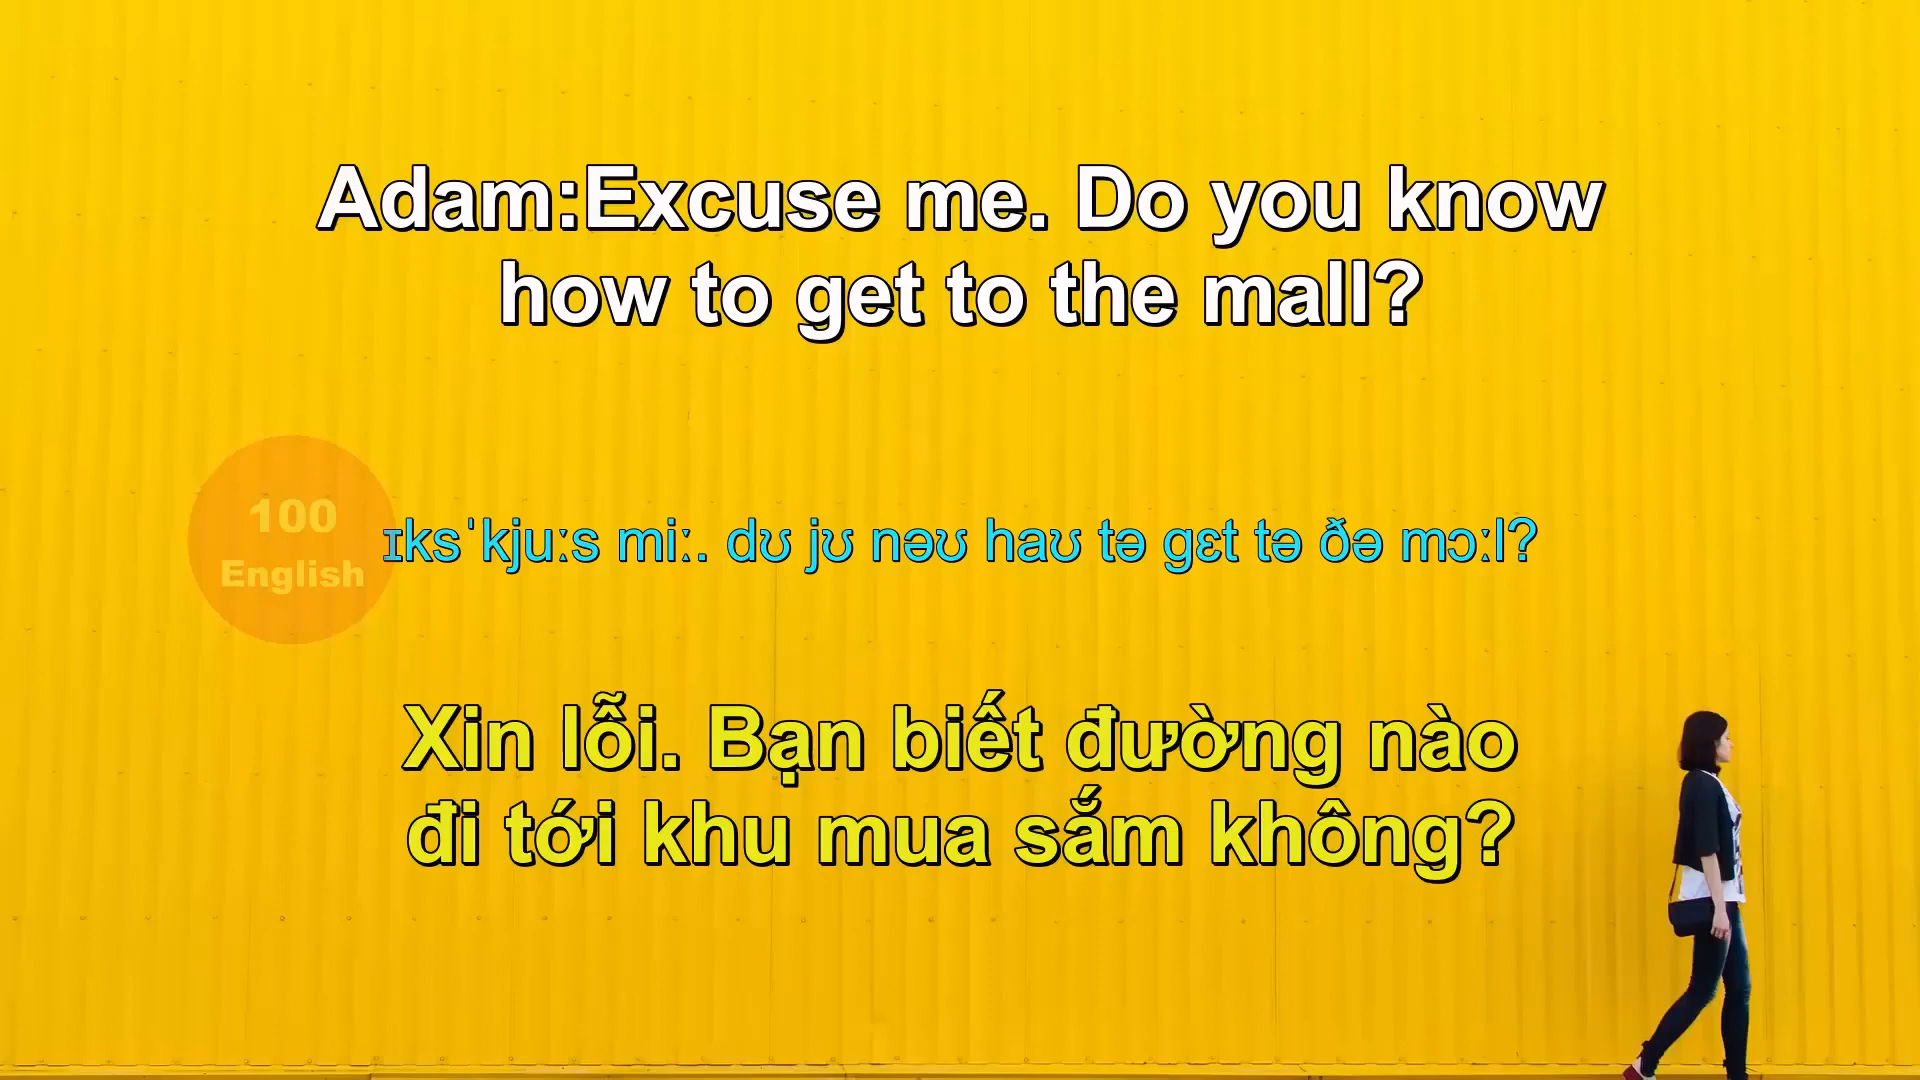 Adam:Excuse me. Do you know
how to get to the mall?
100
English
ɪksˈkjuːs miː. dʊ jʊ nəʊ haʊ tə gɛt tə ðə mɔːl?
Xin lỗi. Bạn biết đường nào
đi tới khu mua sắm không?